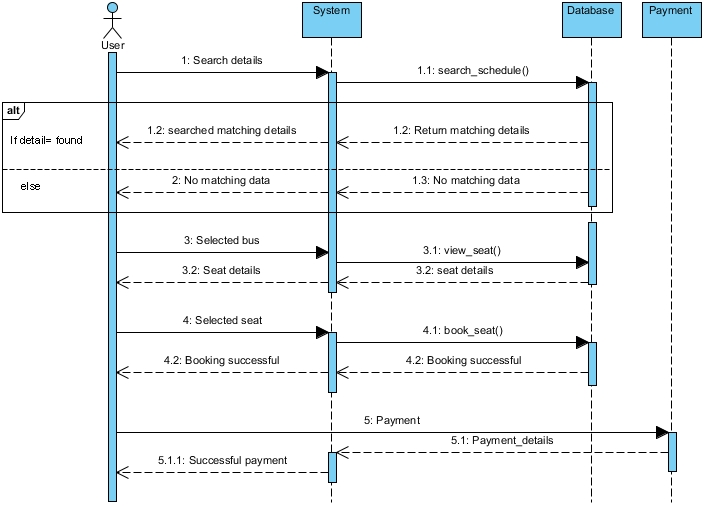 System
Database
Payment
User
1: Search details
1.1: search_schedule()
alt
If detail= found
1.2: searched matching details
1.2: Return matching details
else
2: No matching data
1.3: No matching data
3: Selected bus
3.1: view_seat()
3.2: Seat details
3.2: seat details
4: Selected seat
4.1: book_seat()
4.2: Booking successful
4.2: Booking successful
5: Payment
5.1: Payment_details
5.1.1: Successful payment